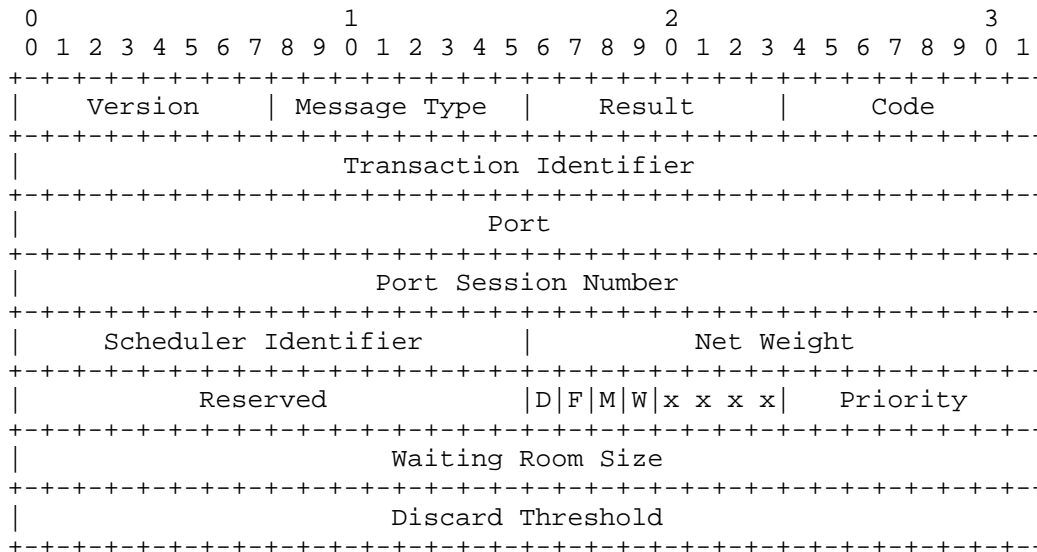 0                   1                   2                   3
 0 1 2 3 4 5 6 7 8 9 0 1 2 3 4 5 6 7 8 9 0 1 2 3 4 5 6 7 8 9 0 1
+-+-+-+-+-+-+-+-+-+-+-+-+-+-+-+-+-+-+-+-+-+-+-+-+-+-+-+-+-+-+-+--
|    Version    | Message Type  |    Result     |     Code
+-+-+-+-+-+-+-+-+-+-+-+-+-+-+-+-+-+-+-+-+-+-+-+-+-+-+-+-+-+-+-+--
|                    Transaction Identifier
+-+-+-+-+-+-+-+-+-+-+-+-+-+-+-+-+-+-+-+-+-+-+-+-+-+-+-+-+-+-+-+--
|                             Port
+-+-+-+-+-+-+-+-+-+-+-+-+-+-+-+-+-+-+-+-+-+-+-+-+-+-+-+-+-+-+-+--
|                      Port Session Number
+-+-+-+-+-+-+-+-+-+-+-+-+-+-+-+-+-+-+-+-+-+-+-+-+-+-+-+-+-+-+-+--
|     Scheduler Identifier      |          Net Weight
+-+-+-+-+-+-+-+-+-+-+-+-+-+-+-+-+-+-+-+-+-+-+-+-+-+-+-+-+-+-+-+--
|           Reserved            |D|F|M|W|x x x x|   Priority
+-+-+-+-+-+-+-+-+-+-+-+-+-+-+-+-+-+-+-+-+-+-+-+-+-+-+-+-+-+-+-+--
|                       Waiting Room Size
+-+-+-+-+-+-+-+-+-+-+-+-+-+-+-+-+-+-+-+-+-+-+-+-+-+-+-+-+-+-+-+--
|                       Discard Threshold
+-+-+-+-+-+-+-+-+-+-+-+-+-+-+-+-+-+-+-+-+-+-+-+-+-+-+-+-+-+-+-+--